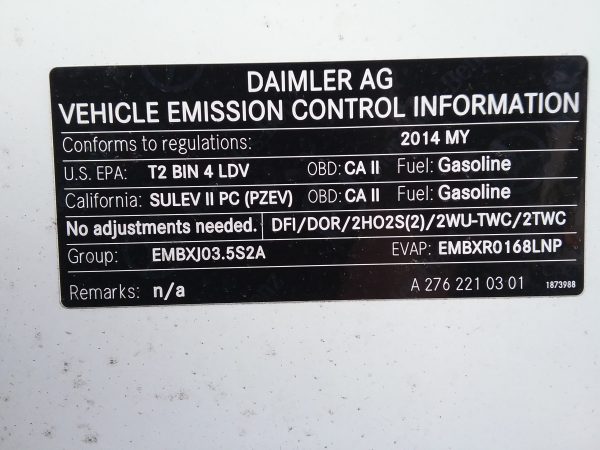 DAIMLER AG
VEHICLE EMISSION CONTROL INFORMATION
Conforms to regulations: 2014 MY
U.S. EPA: T2 BIN 4 LDV OBD: CA II Fuel: Gasoline
California: SULEV II PC (PZEV) OBD: CA II Fuel: Gasoline
No adjustments needed. DFI/DOR/2HO2S(2)/2WU-TWC/2TWC
Group: EMBXJ03.5S2A EVAP: EMBXR0168LNP
Remarks: n/a A 276 221 03 01 1873988